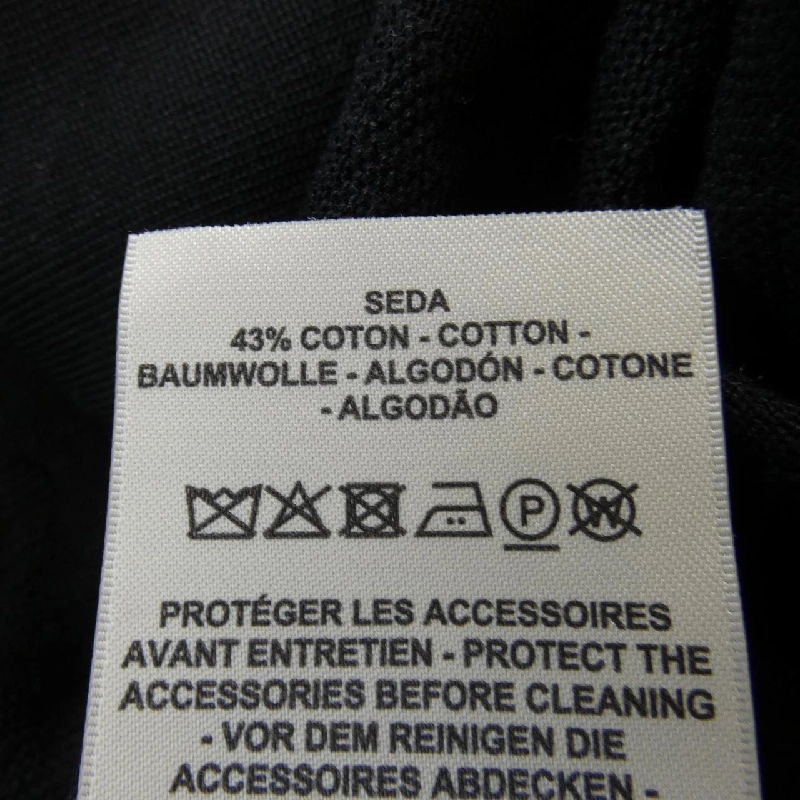 SEDA
43% COTON - COTTON -
BAUMWOLLE - ALGODÓN - COTONE
- ALGODÃO
P
W
PROTÉGER LES ACCESSOIRES
AVANT ENTRETIEN - PROTECT THE
ACCESSORIES BEFORE CLEANING
- VOR DEM REINIGEN DIE
ACCESSOIRES ABDECKEN -